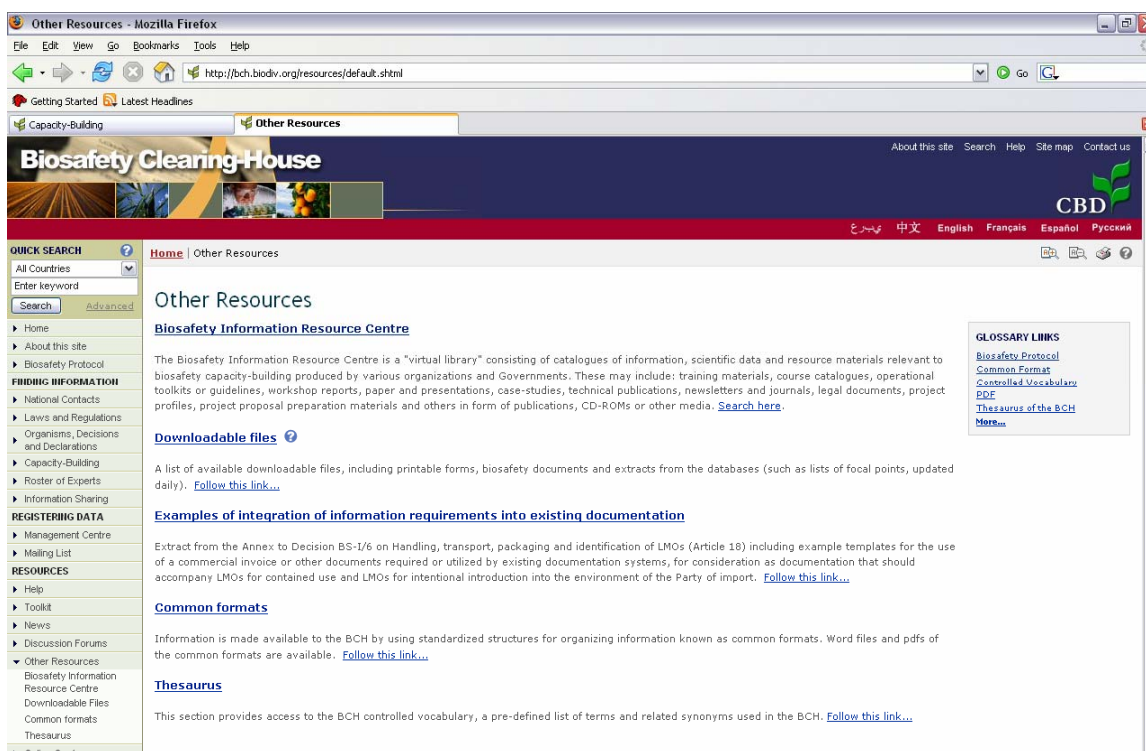 Other Resources - Mozilla Firefox
File Edit View Go Bookmarks Tools Help
http://bch.biodiv.org/resources/default.shtml
Go
Getting Started Latest Headlines
Capacity-Building
Other Resources
Biosafety Clearing-House
About this site Search Help Site map Contact us
CBD
中文 English Français Español Русский
QUICK SEARCH
All Countries
Enter keyword
Search Advanced
Home
About this site
Biosafety Protocol
FINDING INFORMATION
National Contacts
Laws and Regulations
Organisms, Decisions
and Declarations
Capacity-Building
Roster of Experts
Information Sharing
REGISTERING DATA
Management Centre
Mailing List
RESOURCES
Help
Toolkit
News
Discussion Forums
Other Resources
Biosafety Information
Resource Centre
Downloadable Files
Common formats
Thesaurus
Home | Other Resources
Other Resources
Biosafety Information Resource Centre
The Biosafety Information Resource Centre is a "virtual library" consisting of catalogues of information, scientific data and resource materials relevant to
biosafety capacity-building produced by various organizations and Governments. These may include: training materials, course catalogues, operational
toolkits or guidelines, workshop reports, paper and presentations, case-studies, technical publications, newsletters and journals, legal documents, project
profiles, project proposal preparation materials and others in form of publications, CD-ROMs or other media. Search here.
Downloadable files
A list of available downloadable files, including printable forms, biosafety documents and extracts from the databases (such as lists of focal points, updated
daily). Follow this link...
Examples of integration of information requirements into existing documentation
Extract from the Annex to Decision BS-I/6 on Handling, transport, packaging and identification of LMOs (Article 18) including example templates for the use
of a commercial invoice or other documents required or utilized by existing documentation systems, for consideration as documentation that should
accompany LMOs for contained use and LMOs for intentional introduction into the environment of the Party of import. Follow this link...
Common formats
Information is made available to the BCH by using standardized structures for organizing information known as common formats. Word files and pdfs of
the common formats are available. Follow this link...
Thesaurus
This section provides access to the BCH controlled vocabulary, a pre-defined list of terms and related synonyms used in the BCH. Follow this link...
GLOSSARY LINKS
Biosafety Protocol
Common Format
Controlled Vocabulary
PDF
Thesaurus of the BCH
More...